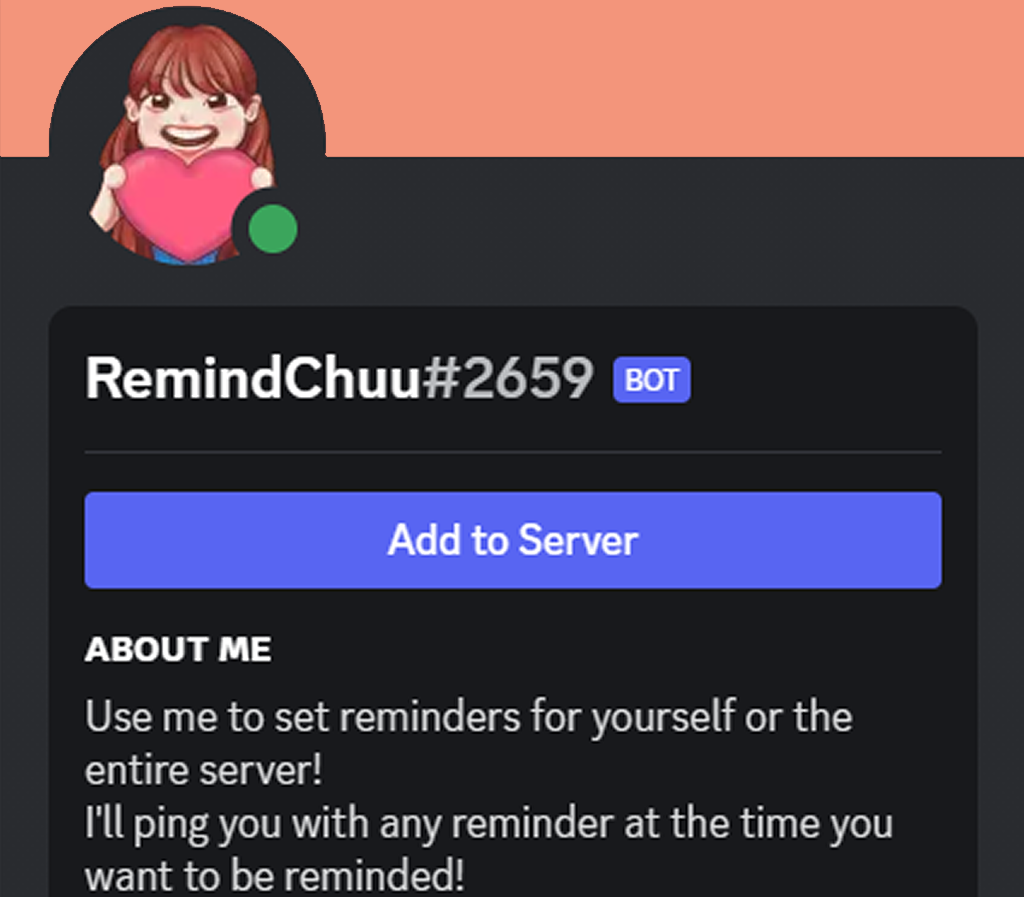 RemindChuu#2659 BOT
Add to Server
ABOUT ME
Use me to set reminders for yourself or the
entire server!
I'll ping you with any reminder at the time you
want to be reminded!